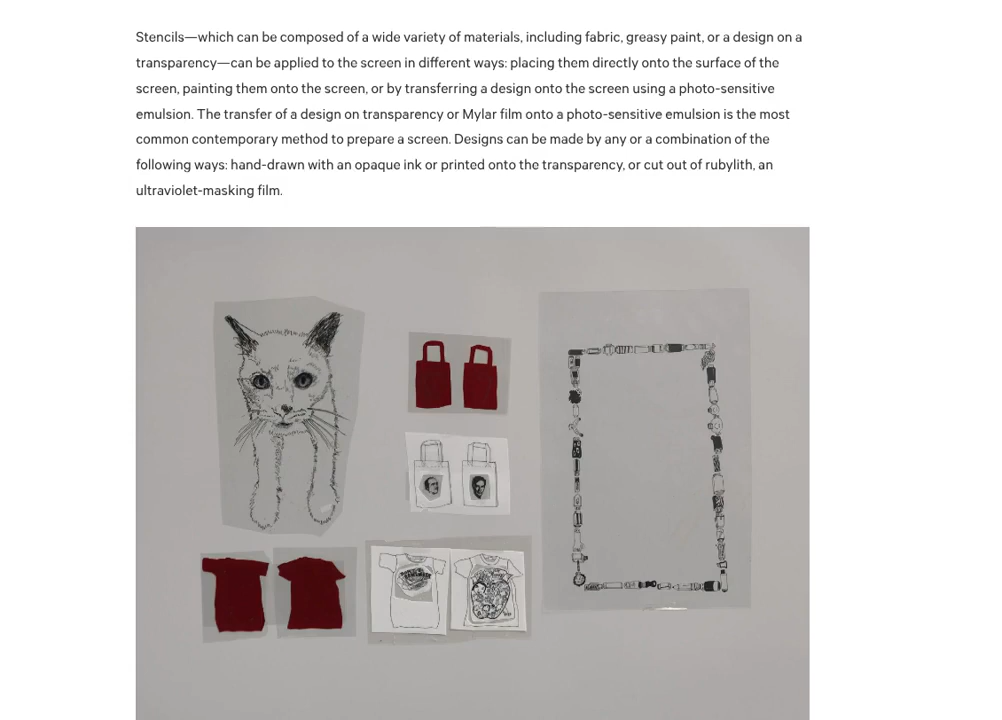 Stencils—which can be composed of a wide variety of materials, including fabric, greasy paint, or a design on a
transparency—can be applied to the screen in different ways: placing them directly onto the surface of the
screen, painting them onto the screen, or by transferring a design onto the screen using a photo-sensitive
emulsion. The transfer of a design on transparency or Mylar film onto a photo-sensitive emulsion is the most
common contemporary method to prepare a screen. Designs can be made by any or a combination of the
following ways: hand-drawn with an opaque ink or printed onto the transparency, or cut out of rubylith, an
ultraviolet-masking film.